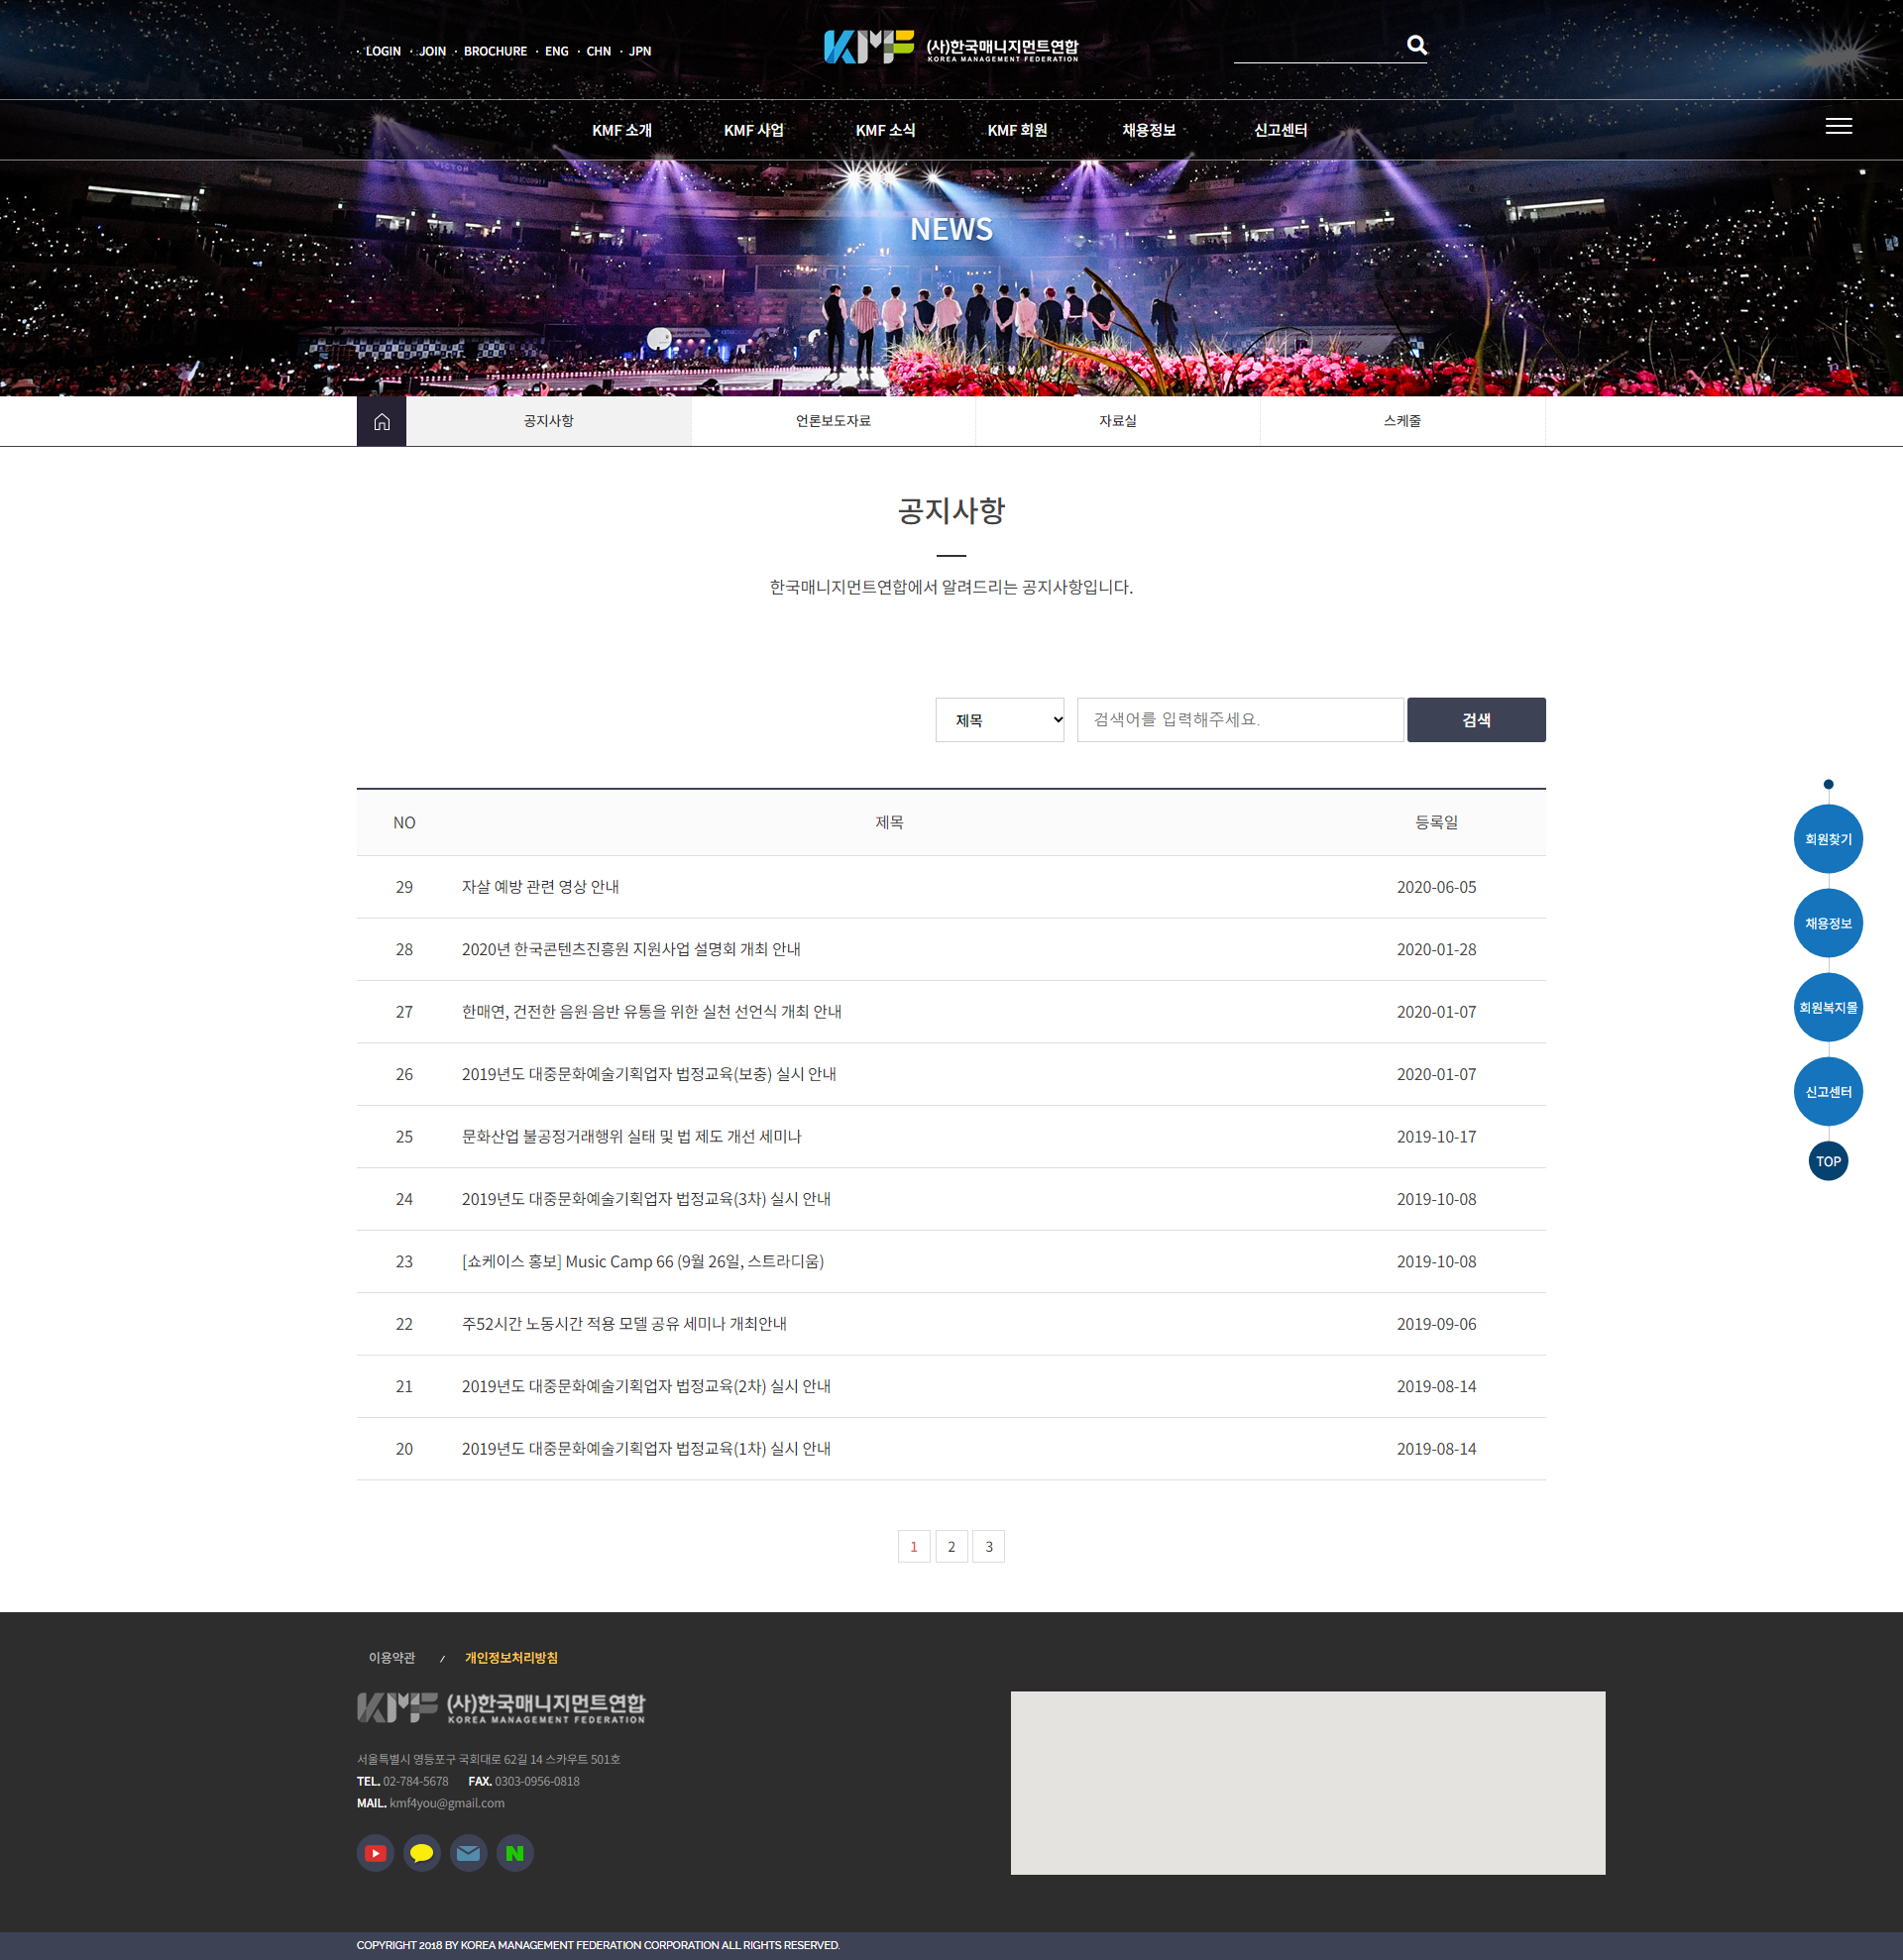 · LOGIN · JOIN · BROCHURE · ENG · CHN · JPN
KMF (사)한국매니지먼트연합
KOREA MANAGEMENT FEDERATION
KMF 소개 KMF 사업 KMF 소식 KMF 회원 채용정보 신고센터
NEWS
공지사항 언론보도자료 자료실 스케줄
공지사항
한국매니지먼트연합에서 알려드리는 공지사항입니다.
제목 검색어를 입력해주세요. 검색
NO 제목 등록일
29 자살 예방 관련 영상 안내 2020-06-05
28 2020년 한국콘텐츠진흥원 지원사업 설명회 개최 안내 2020-01-28
27 한매연, 건전한 음원·음반 유통을 위한 실천 선언식 개최 안내 2020-01-07
26 2019년도 대중문화예술기획업자 법정교육(보충) 실시 안내 2020-01-07
25 문화산업 불공정거래행위 실태 및 법 제도 개선 세미나 2019-10-17
24 2019년도 대중문화예술기획업자 법정교육(3차) 실시 안내 2019-10-08
23 [쇼케이스 홍보] Music Camp 66 (9월 26일, 스트라디움) 2019-10-08
22 주52시간 노동시간 적용 모델 공유 세미나 개최안내 2019-09-06
21 2019년도 대중문화예술기획업자 법정교육(2차) 실시 안내 2019-08-14
20 2019년도 대중문화예술기획업자 법정교육(1차) 실시 안내 2019-08-14
1 2 3
회원찾기
채용정보
회원복지몰
신고센터
TOP
이용약관 / 개인정보처리방침
KMF (사)한국매니지먼트연합
KOREA MANAGEMENT FEDERATION
서울특별시 영등포구 국회대로 62길 14 스카우트 501호
TEL. 02-784-5678 FAX. 0303-0956-0818
MAIL. kmf4you@gmail.com
N
COPYRIGHT 2018 BY KOREA MANAGEMENT FEDERATION CORPORATION ALL RIGHTS RESERVED.